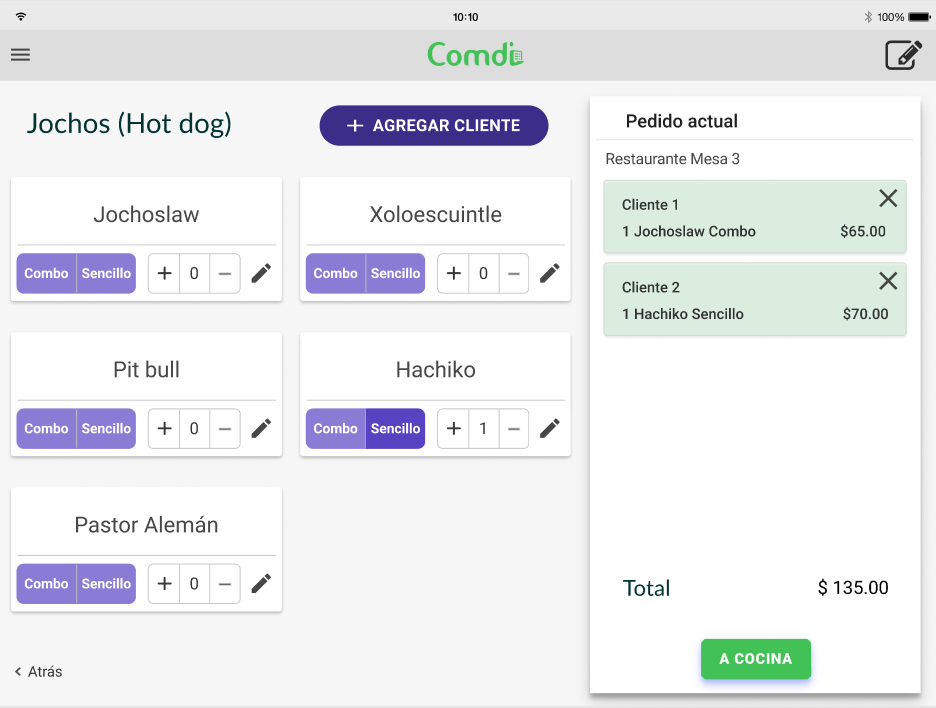 10:10
100%
Comdi
Jochos (Hot dog)
+ AGREGAR CLIENTE
Jochoslaw
Combo Sencillo + 0 −
Xoloescuintle
Combo Sencillo + 0 −
Pit bull
Combo Sencillo + 0 −
Hachiko
Combo Sencillo + 1 −
Pastor Alemán
Combo Sencillo + 0 −
< Atrás
Pedido actual
Restaurante Mesa 3
Cliente 1
1 Jochoslaw Combo $65.00
Cliente 2
1 Hachiko Sencillo $70.00
Total $ 135.00
A COCINA